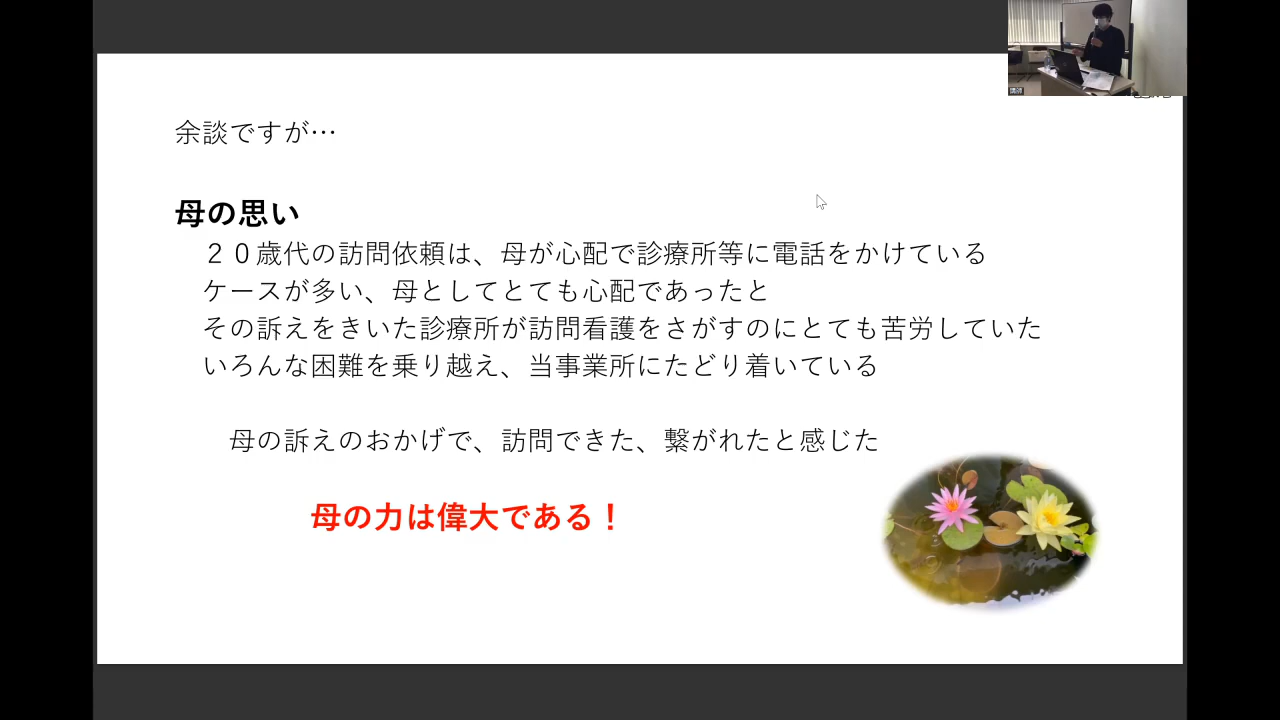 余談ですが…
母の思い
２０歳代の訪問依頼は、母が心配で診療所等に電話をかけている
ケースが多い、母としてとても心配であったと
その訴えをきいた診療所が訪問看護をさがすのにとても苦労していた
いろんな困難を乗り越え、当事業所にたどり着いている
母の訴えのおかげで、訪問できた、繋がれたと感じた
母の力は偉大である！